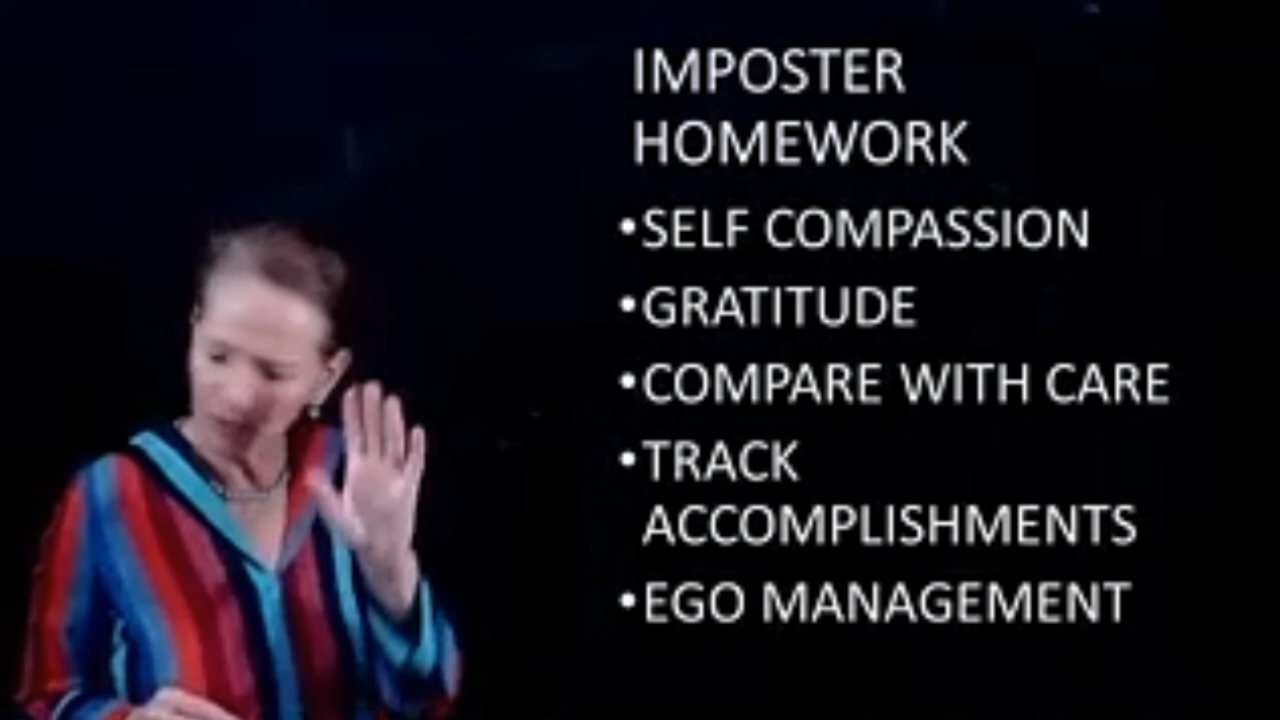 IMPOSTER
HOMEWORK
•SELF COMPASSION
•GRATITUDE
•COMPARE WITH CARE
•TRACK
ACCOMPLISHMENTS
•EGO MANAGEMENT